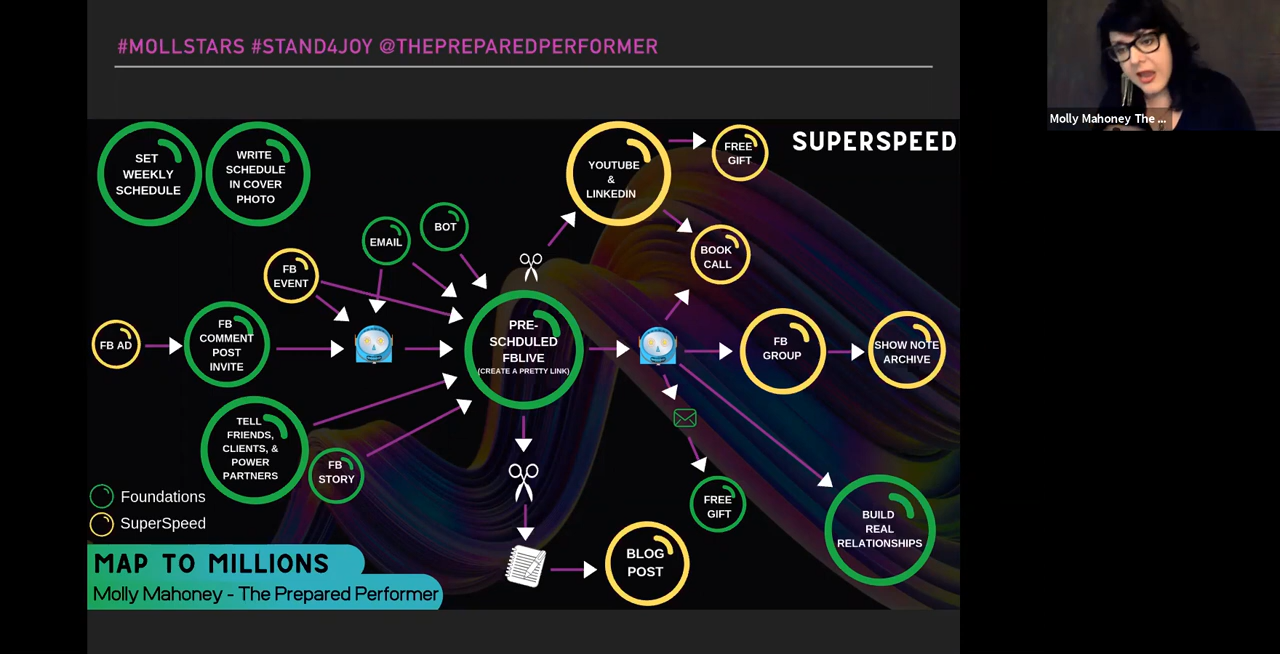 #MOLLSTARS #STAND4JOY @THEPREPAREDPERFORMER
Molly Mahoney The ...
SUPERSPEED
SET
WEEKLY
SCHEDULE
WRITE
SCHEDULE
IN COVER
PHOTO
YOUTUBE
&
LINKEDIN
FREE
GIFT
EMAIL
BOT
BOOK
CALL
FB
EVENT
FB AD
FB
COMMENT
POST
INVITE
PRE-
SCHDULED
FBLIVE
(CREATE A PRETTY LINK)
FB
GROUP
SHOW NOTE
ARCHIVE
TELL
FRIENDS,
CLIENTS, &
POWER
PARTNERS
FB
STORY
FREE
GIFT
BUILD
REAL
RELATIONSHIPS
Foundations
SuperSpeed
BLOG
POST
MAP TO MILLIONS
Molly Mahoney - The Prepared Performer